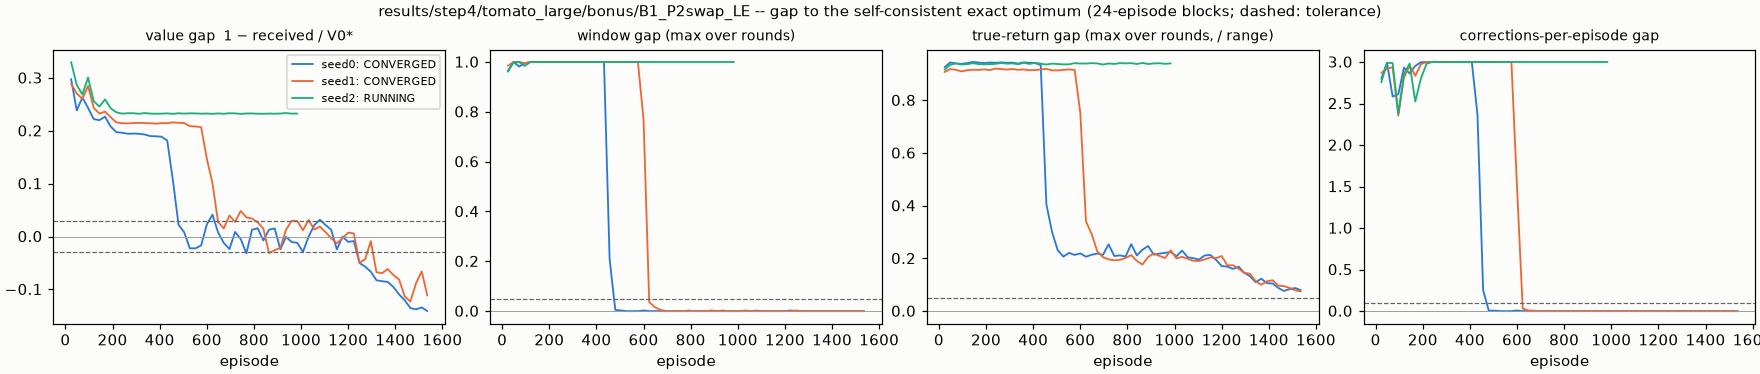 results/step4/tomato_large/bonus/B1_P2swap_LE -- gap to the self-consistent exact optimum (24-episode blocks; dashed: tolerance)
value gap 1 − received / V0*
0.3
0.2
0.1
0.0
−0.1
seed0: CONVERGED
seed1: CONVERGED
seed2: RUNNING
0 200 400 600 800 1000 1200 1400 1600
episode
window gap (max over rounds)
1.0
0.8
0.6
0.4
0.2
0.0
0 200 400 600 800 1000 1200 1400 1600
episode
true-return gap (max over rounds, / range)
0.8
0.6
0.4
0.2
0.0
0 200 400 600 800 1000 1200 1400 1600
episode
corrections-per-episode gap
3.0
2.5
2.0
1.5
1.0
0.5
0.0
0 200 400 600 800 1000 1200 1400 160
episode